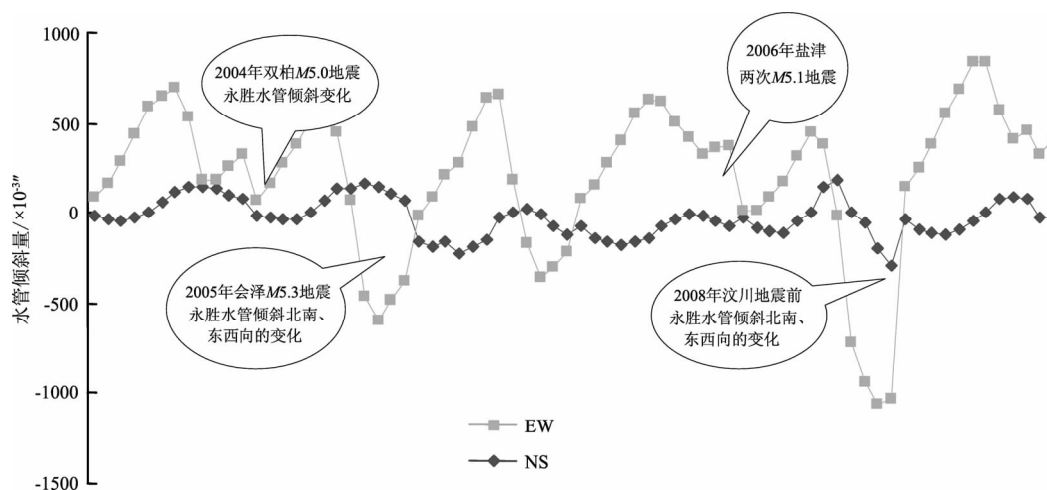 1000
500
0
-500
-1000
-1500
水管倾斜量/×10⁻³″
2004年双柏M5.0地震
永胜水管倾斜变化
2006年盐津
两次M5.1地震
2005年会泽M5.3地震
永胜水管倾斜北南、
东西向的变化
2008年汶川地震前
永胜水管倾斜北南、
东西向的变化
EW
NS